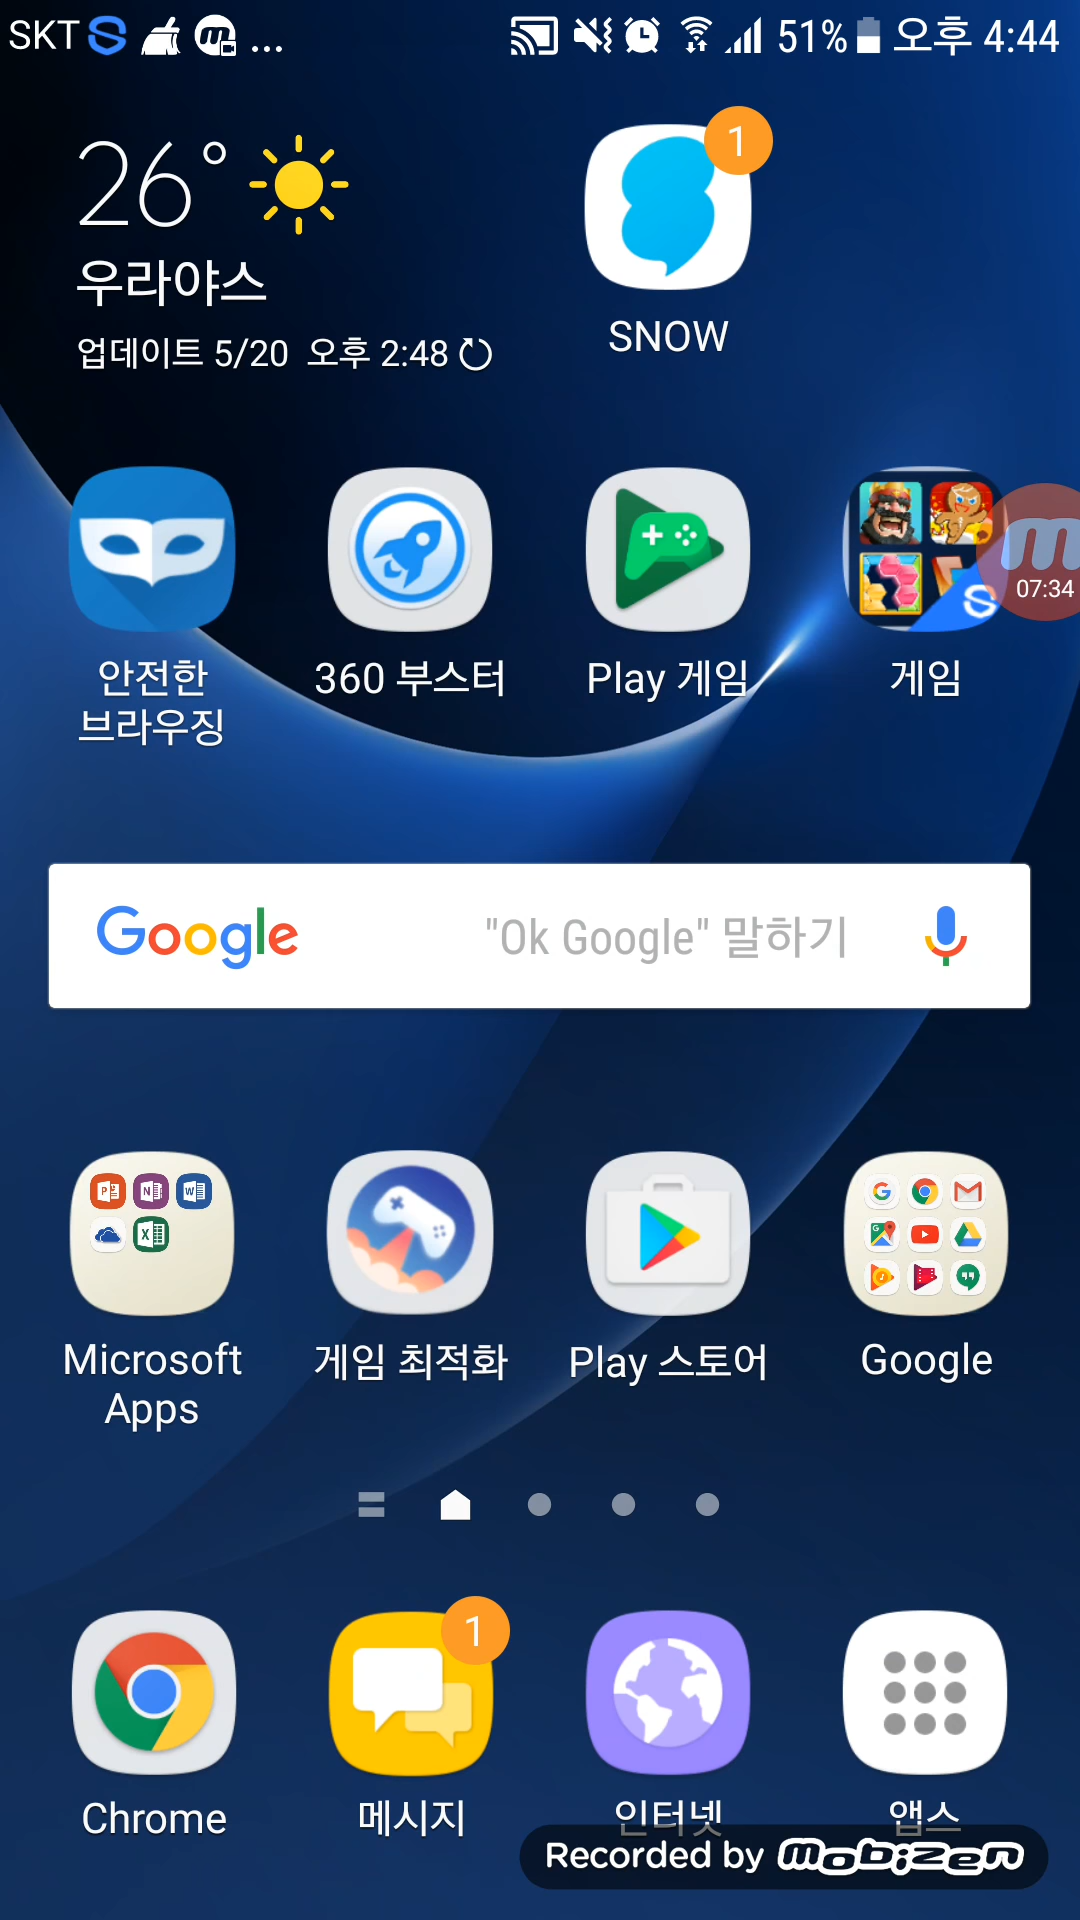 SKT
...
51%
오후 4:44
26°
우라야스
업데이트 5/20 오후 2:48
1
SNOW
안전한
브라우징
360 부스터
Play 게임
게임
07:34
Google
"Ok Google" 말하기
Microsoft
Apps
게임 최적화
Play 스토어
Google
1
Chrome
메시지
인터넷
앱스
Recorded by mobizen